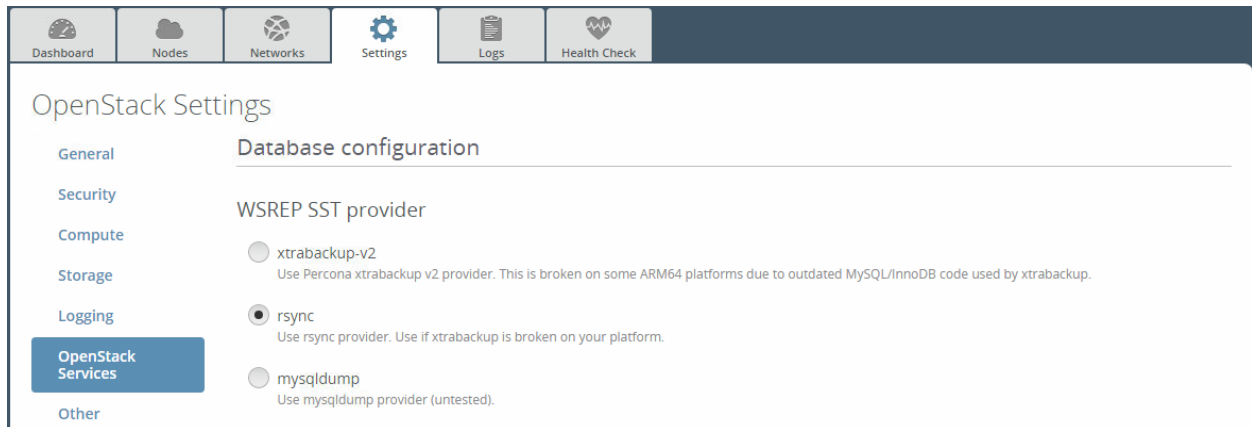 Dashboard
Nodes
Networks
Settings
Logs
Health Check
OpenStack Settings
General
Security
Compute
Storage
Logging
OpenStack
Services
Other
Database configuration
WSREP SST provider
xtrabackup-v2
Use Percona xtrabackup v2 provider. This is broken on some ARM64 platforms due to outdated MySQL/InnoDB code used by xtrabackup.
rsync
Use rsync provider. Use if xtrabackup is broken on your platform.
mysqldump
Use mysqldump provider (untested).